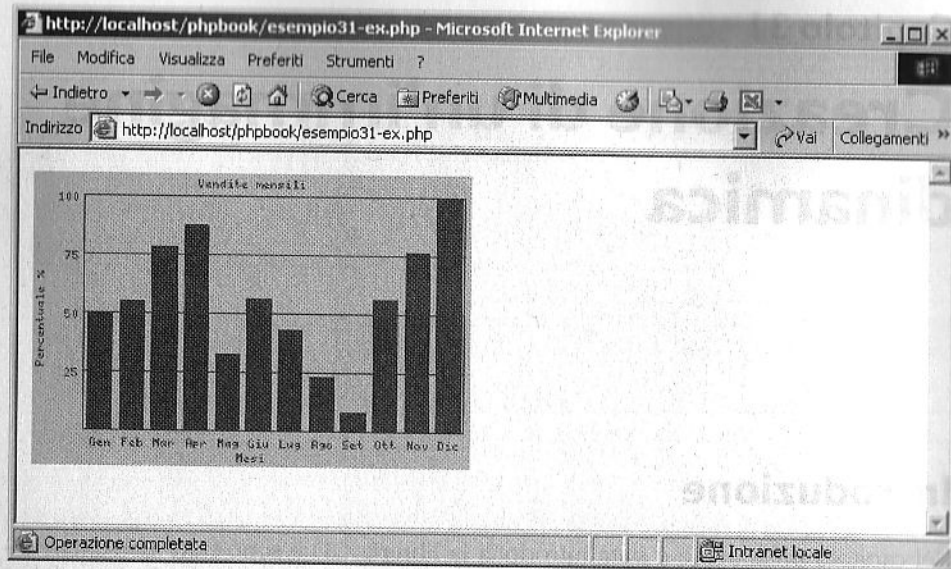 http://localhost/phpbook/esempio31-ex.php - Microsoft Internet Explorer
File Modifica Visualizza Preferiti Strumenti ?
Indietro Cerca Preferiti Multimedia
Indirizzo http://localhost/phpbook/esempio31-ex.php Vai Collegamenti »
Vendite mensili
100
75
50
25
Percentuale %
Gen Feb Mar Apr Mag Giu Lug Ago Set Ott Nov Dic
Mesi
dinamica
Operazione completata Intranet locale